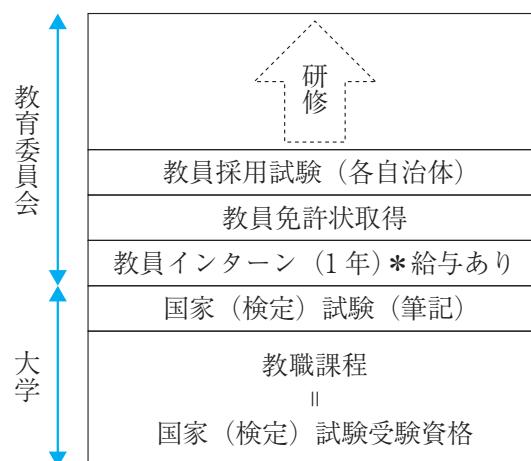 教育委員会
大学
研修
教員採用試験（各自治体）
教員免許状取得
教員インターン（1年）＊給与あり
国家（検定）試験（筆記）
教職課程
＝
国家（検定）試験受験資格